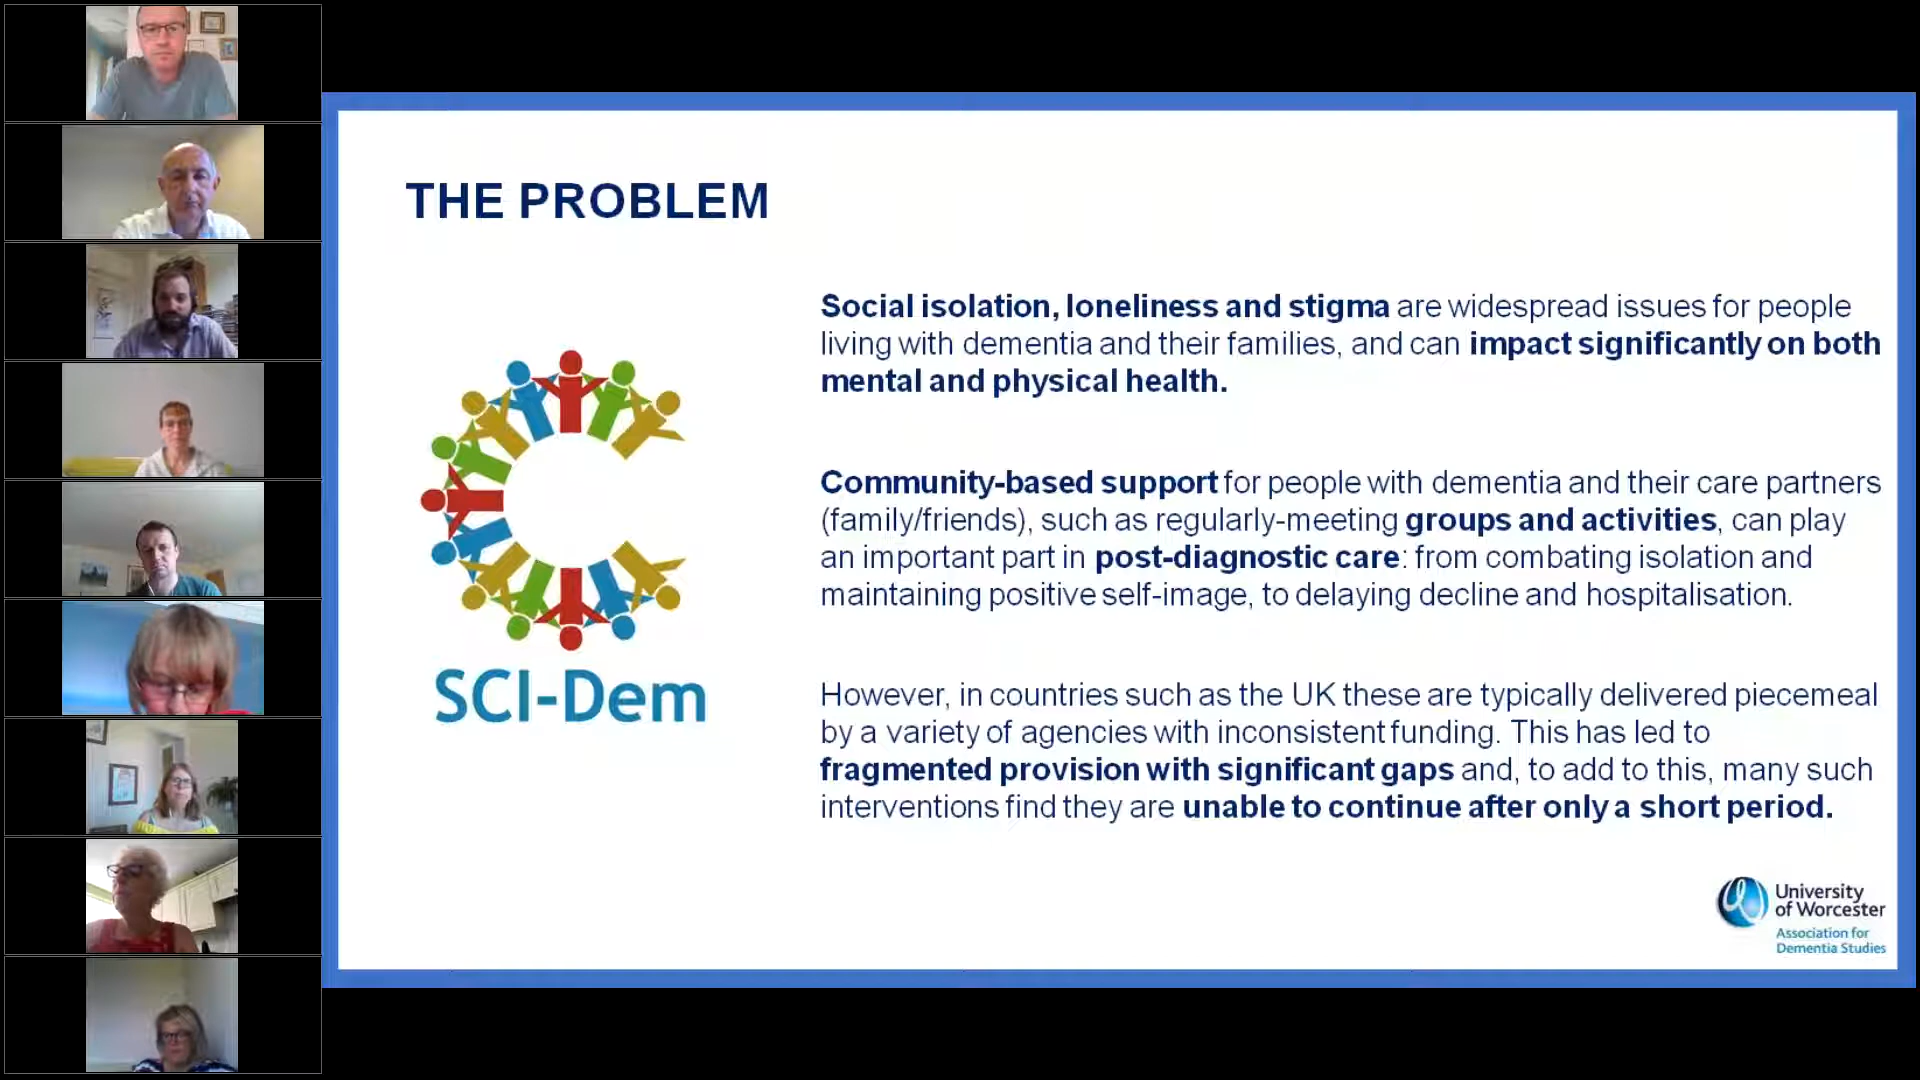 THE PROBLEM
Social isolation, loneliness and stigma are widespread issues for people
living with dementia and their families, and can impact significantly on both
mental and physical health.
Community-based support for people with dementia and their care partners
(family/friends), such as regularly-meeting groups and activities, can play
an important part in post-diagnostic care: from combating isolation and
maintaining positive self-image, to delaying decline and hospitalisation.
However, in countries such as the UK these are typically delivered piecemeal
by a variety of agencies with inconsistent funding. This has led to
fragmented provision with significant gaps and, to add to this, many such
interventions find they are unable to continue after only a short period.
SCI-Dem
University
of Worcester
Association for
Dementia Studies